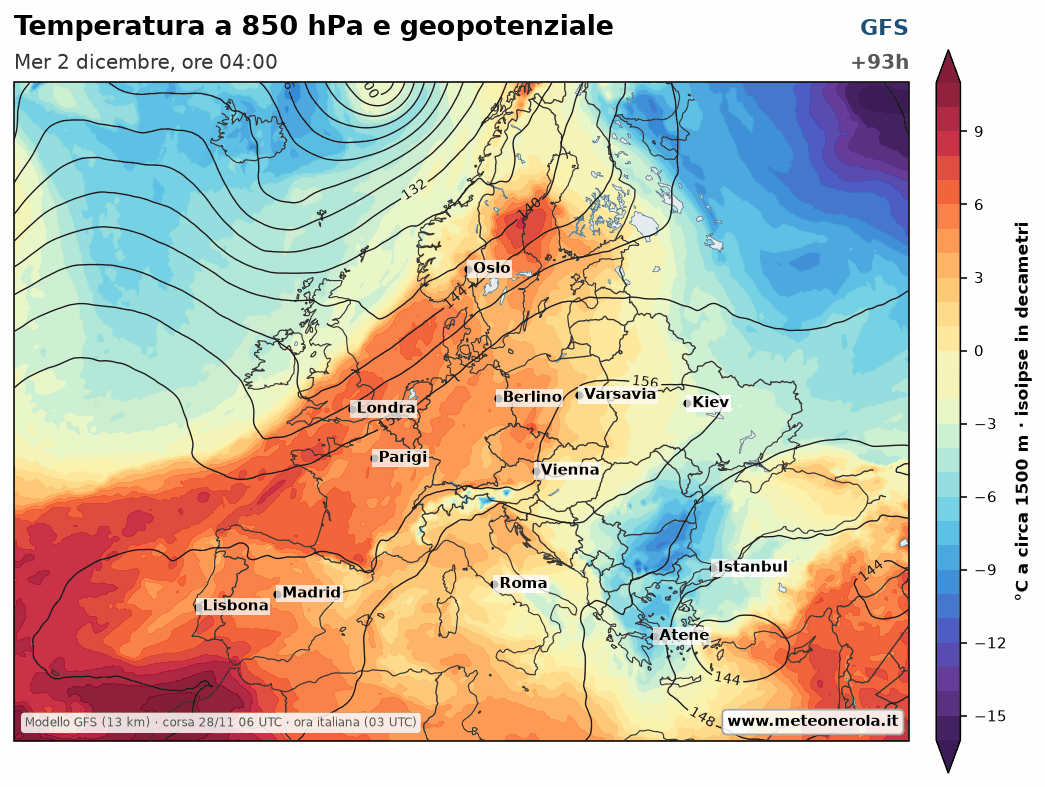 Temperatura a 850 hPa e geopotenziale
GFS
Mer 2 dicembre, ore 04:00
+93h
132
140
144
Oslo
156
Berlino
Varsavia
Kiev
Londra
Parigi
Vienna
Istanbul
144
Roma
Madrid
Lisbona
Atene
144
148
Modello GFS (13 km) · corsa 28/11 06 UTC · ora italiana (03 UTC)
www.meteonerola.it
9
6
3
0
−3
−6
−9
−12
−15
°C a circa 1500 m · isoipse in decametri